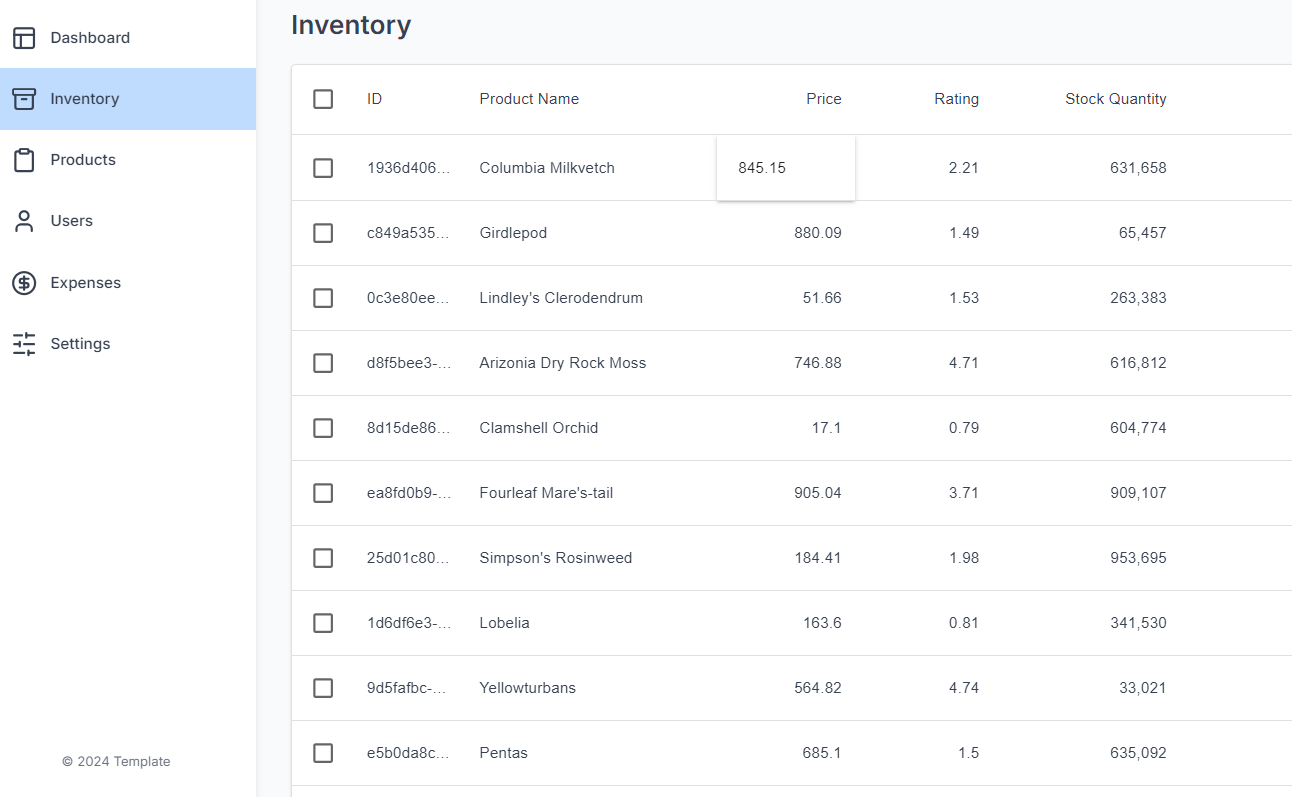 Inventory
Dashboard
Inventory
Products
Users
Expenses
Settings
© 2024 Template
ID Product Name Price Rating Stock Quantity
1936d406... Columbia Milkvetch 845.15 2.21 631,658
c849a535... Girdlepod 880.09 1.49 65,457
0c3e80ee... Lindley's Clerodendrum 51.66 1.53 263,383
d8f5bee3-... Arizonia Dry Rock Moss 746.88 4.71 616,812
8d15de86... Clamshell Orchid 17.1 0.79 604,774
ea8fd0b9-... Fourleaf Mare's-tail 905.04 3.71 909,107
25d01c80... Simpson's Rosinweed 184.41 1.98 953,695
1d6df6e3-... Lobelia 163.6 0.81 341,530
9d5fafbc-... Yellowturbans 564.82 4.74 33,021
e5b0da8c... Pentas 685.1 1.5 635,092